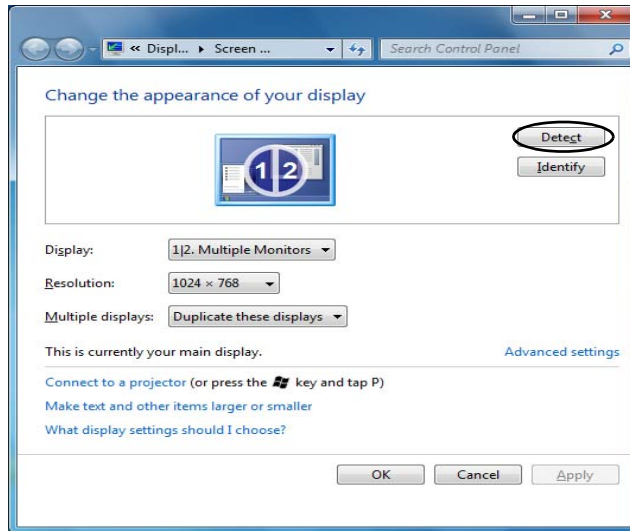 « Displ... ▸ Screen ...
Search Control Panel
Change the appearance of your display
1|2
Detect
Identify
Display: 1|2. Multiple Monitors
Resolution: 1024 × 768
Multiple displays: Duplicate these displays
This is currently your main display. Advanced settings
Connect to a projector (or press the key and tap P)
Make text and other items larger or smaller
What display settings should I choose?
OK Cancel Apply